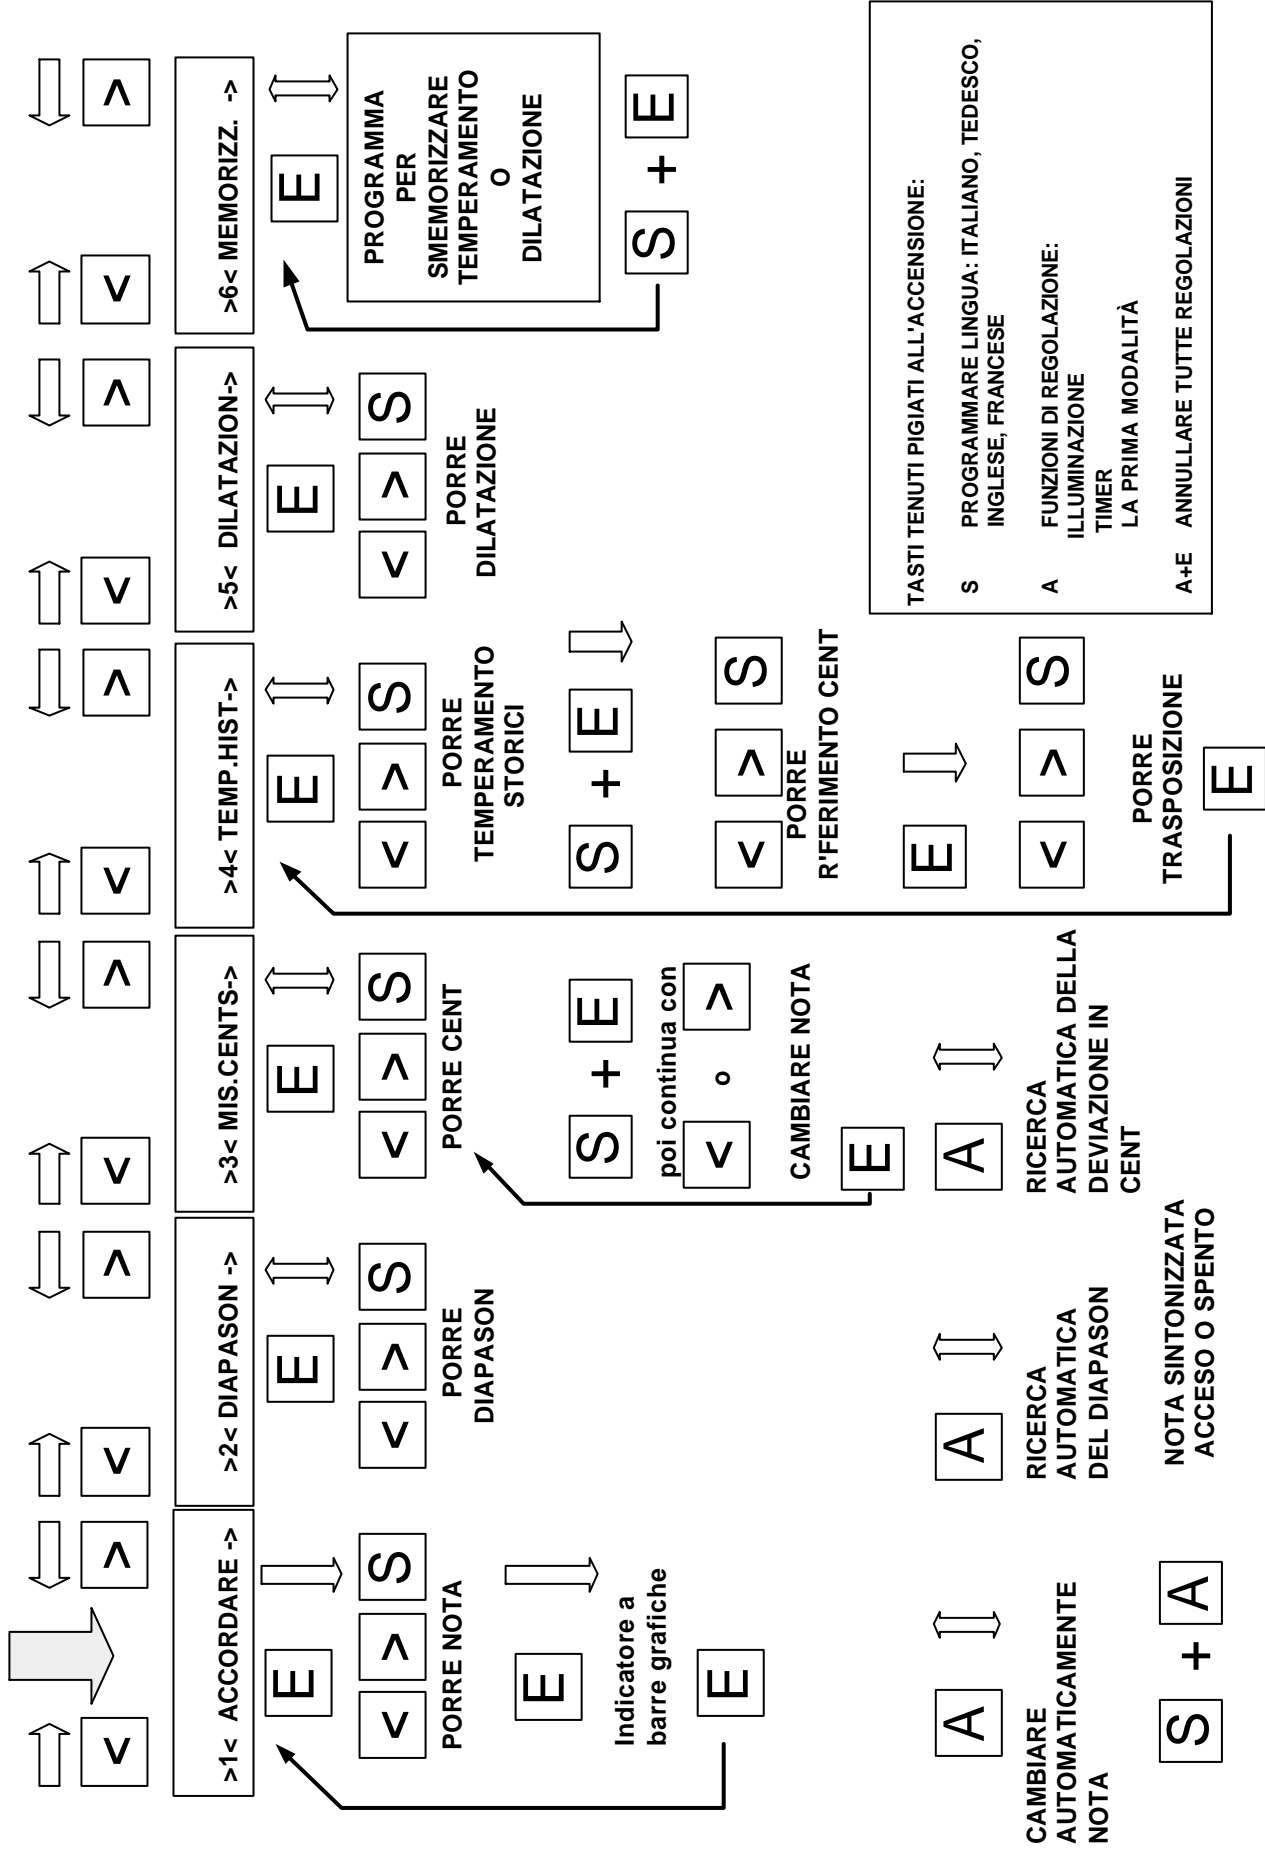 < > < > < > < > < > < >
>1< ACCORDARE ->
E
< > S
PORRE NOTA
E
Indicatore a
barre grafiche
E
A
CAMBIARE
AUTOMATICAMENTE
NOTA
S + A
>2< DIAPASON ->
E
< > S
PORRE
DIAPASON
A
RICERCA
AUTOMATICA
DEL DIAPASON
NOTA SINTONIZZATA
ACCESO O SPENTO
>3< MIS.CENTS->
E
< > S
PORRE CENT
S + E
poi continua con
< o >
CAMBIARE NOTA
E
A
RICERCA
AUTOMATICA DELLA
DEVIAZIONE IN
CENT
>4< TEMP.HIST->
E
< > S
PORRE
TEMPERAMENTO
STORICI
S + E
< > S
PORRE
R'FERIMENTO CENT
E
< > S
PORRE
TRASPOSIZIONE
E
>5< DILATAZION->
E
< > S
PORRE
DILATAZIONE
>6< MEMORIZZ. ->
E
PROGRAMMA
PER
SMEMORIZZARE
TEMPERAMENTO
O
DILATAZIONE
S + E
TASTI TENUTI PIGIATI ALL'ACCENSIONE:
S PROGRAMMARE LINGUA: ITALIANO, TEDESCO,
INGLESE, FRANCESE
A FUNZIONI DI REGOLAZIONE:
ILLUMINAZIONE
TIMER
LA PRIMA MODALITÀ
A+E ANNULLARE TUTTE REGOLAZIONI